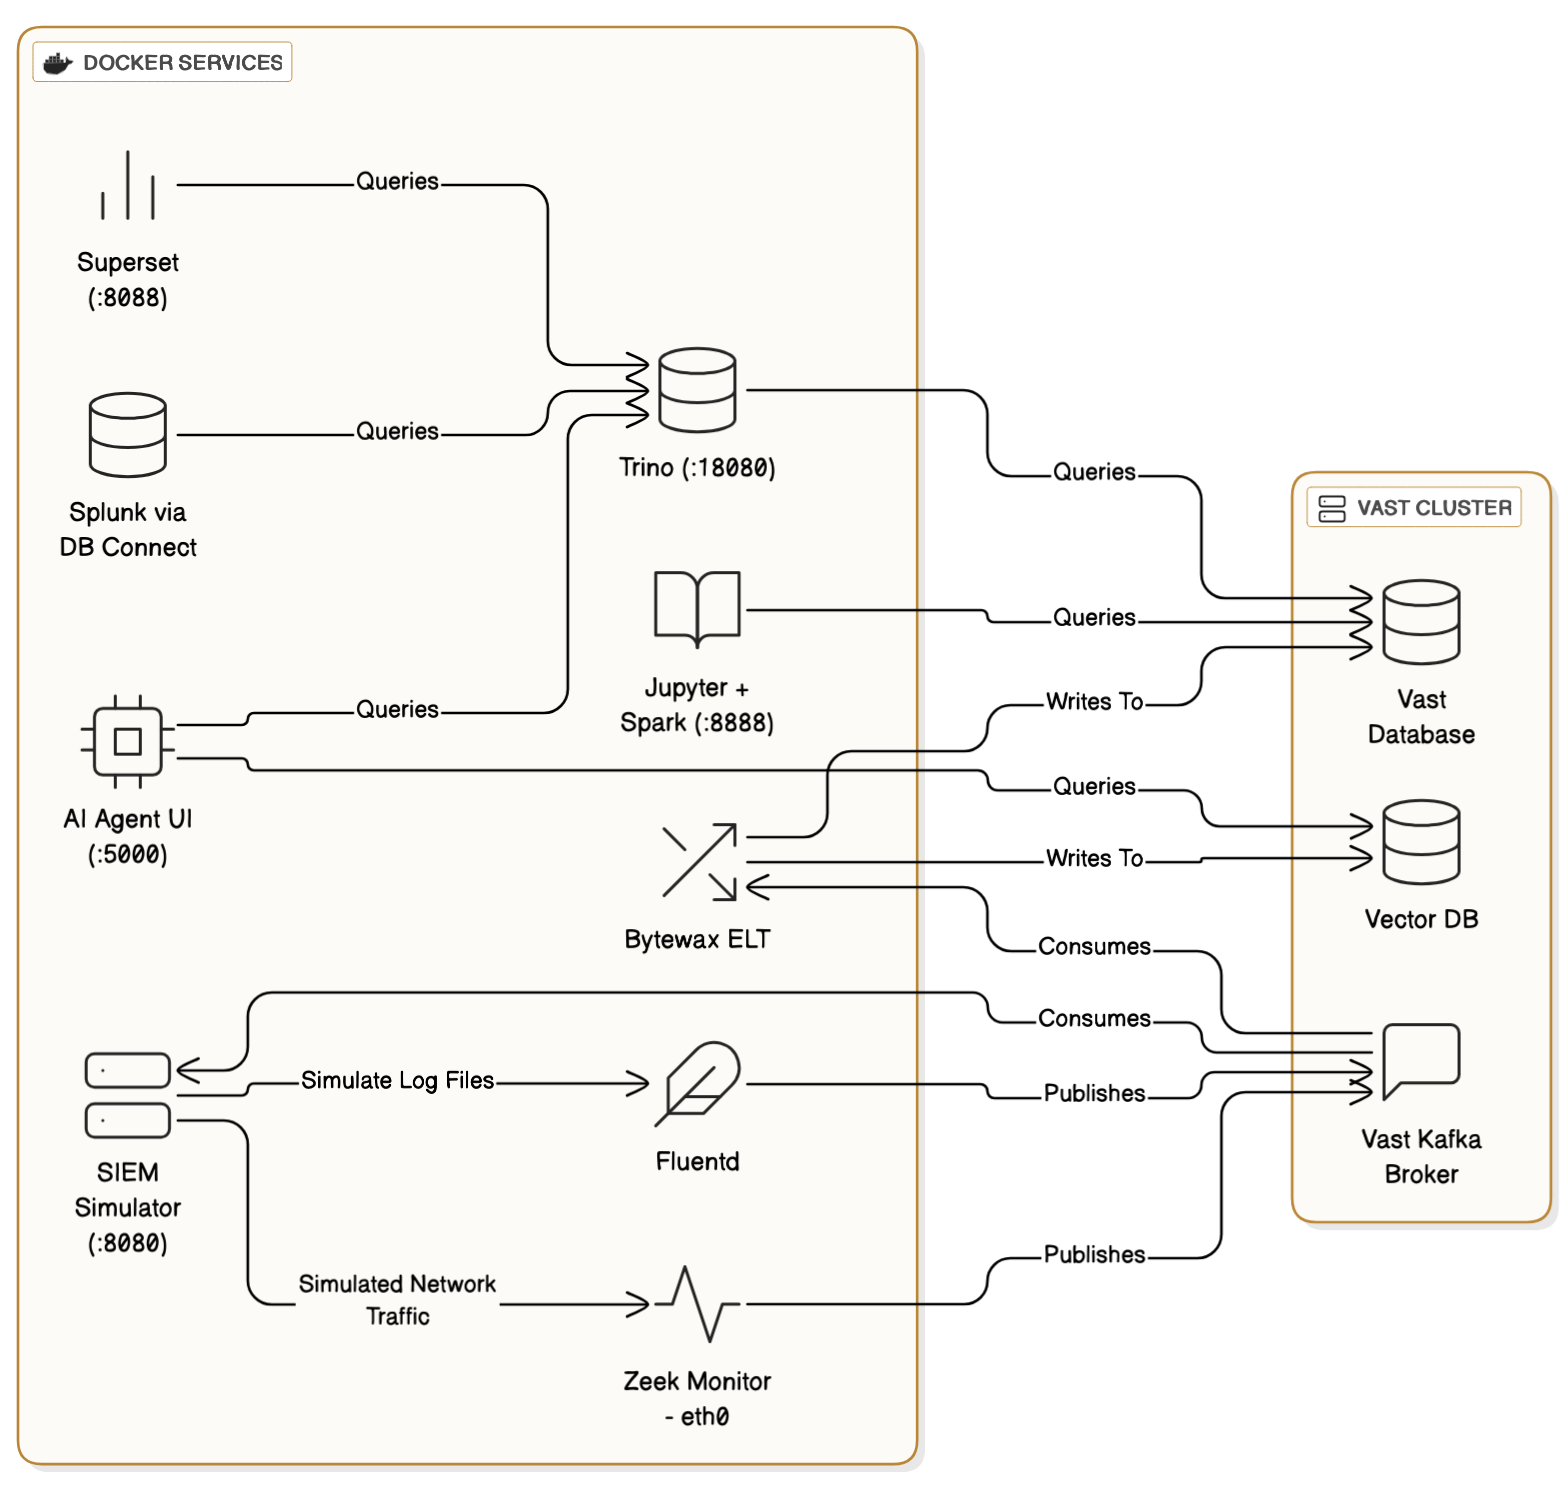 DOCKER SERVICES
Queries
Superset
(:8088)
Queries
Splunk via
DB Connect
Trino (:18080)
Queries
VAST CLUSTER
Queries
Jupyter +
Spark (:8888)
Writes To
Vast
Database
Queries
AI Agent UI
(:5000)
Queries
Writes To
Vector DB
Bytewax ELT
Consumes
Consumes
Simulate Log Files
Publishes
Fluentd
SIEM
Simulator
(:8080)
Vast Kafka
Broker
Simulated Network
Traffic
Publishes
Zeek Monitor
- eth0